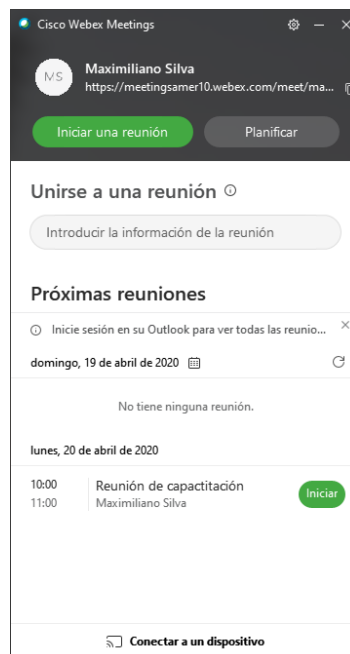 Cisco Webex Meetings
MS
Maximiliano Silva
https://meetingsamer10.webex.com/meet/ma...
Iniciar una reunión
Planificar
Unirse a una reunión
Introducir la información de la reunión
Próximas reuniones
Inicie sesión en su Outlook para ver todas las reunio...
domingo, 19 de abril de 2020
No tiene ninguna reunión.
lunes, 20 de abril de 2020
10:00 Reunión de capactitación
11:00 Maximiliano Silva
Iniciar
Conectar a un dispositivo